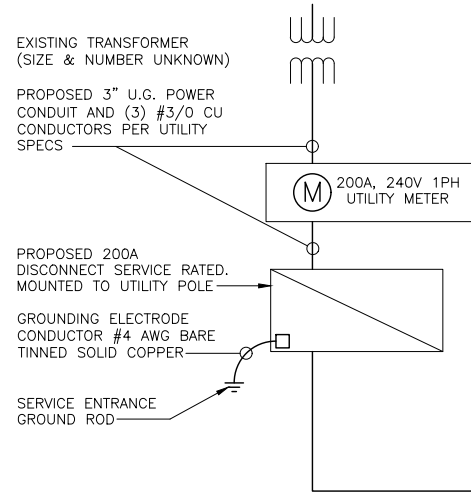 EXISTING TRANSFORMER
(SIZE & NUMBER UNKNOWN)
PROPOSED 3" U.G. POWER
CONDUIT AND (3) #3/0 CU
CONDUCTORS PER UTILITY
SPECS
M
200A, 240V 1PH
UTILITY METER
PROPOSED 200A
DISCONNECT SERVICE RATED.
MOUNTED TO UTILITY POLE
GROUNDING ELECTRODE
CONDUCTOR #4 AWG BARE
TINNED SOLID COPPER
SERVICE ENTRANCE
GROUND ROD